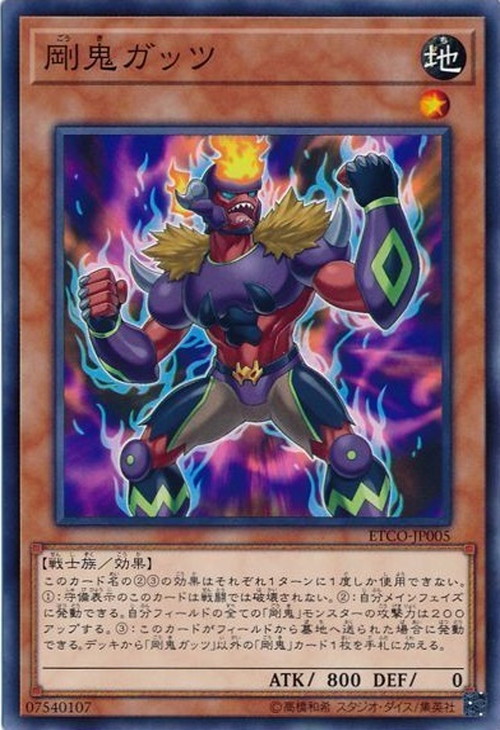 剛鬼ガッツ
地
ETCO-JP005
【戦士族／効果】
このカード名の②③の効果はそれぞれ1ターンに1度しか使用できない。
①：守備表示のこのカードは戦闘では破壊されない。②：自分メインフェイズ
に発動できる。自分フィールドの全ての「剛鬼」モンスターの攻撃力は200
アップする。③：このカードがフィールドから墓地へ送られた場合に発動
できる。デッキから「剛鬼ガッツ」以外の「剛鬼」カード1枚を手札に加える。
ATK/ 800 DEF/ 0
07540107 ©高橋和希 スタジオ・ダイス/集英社